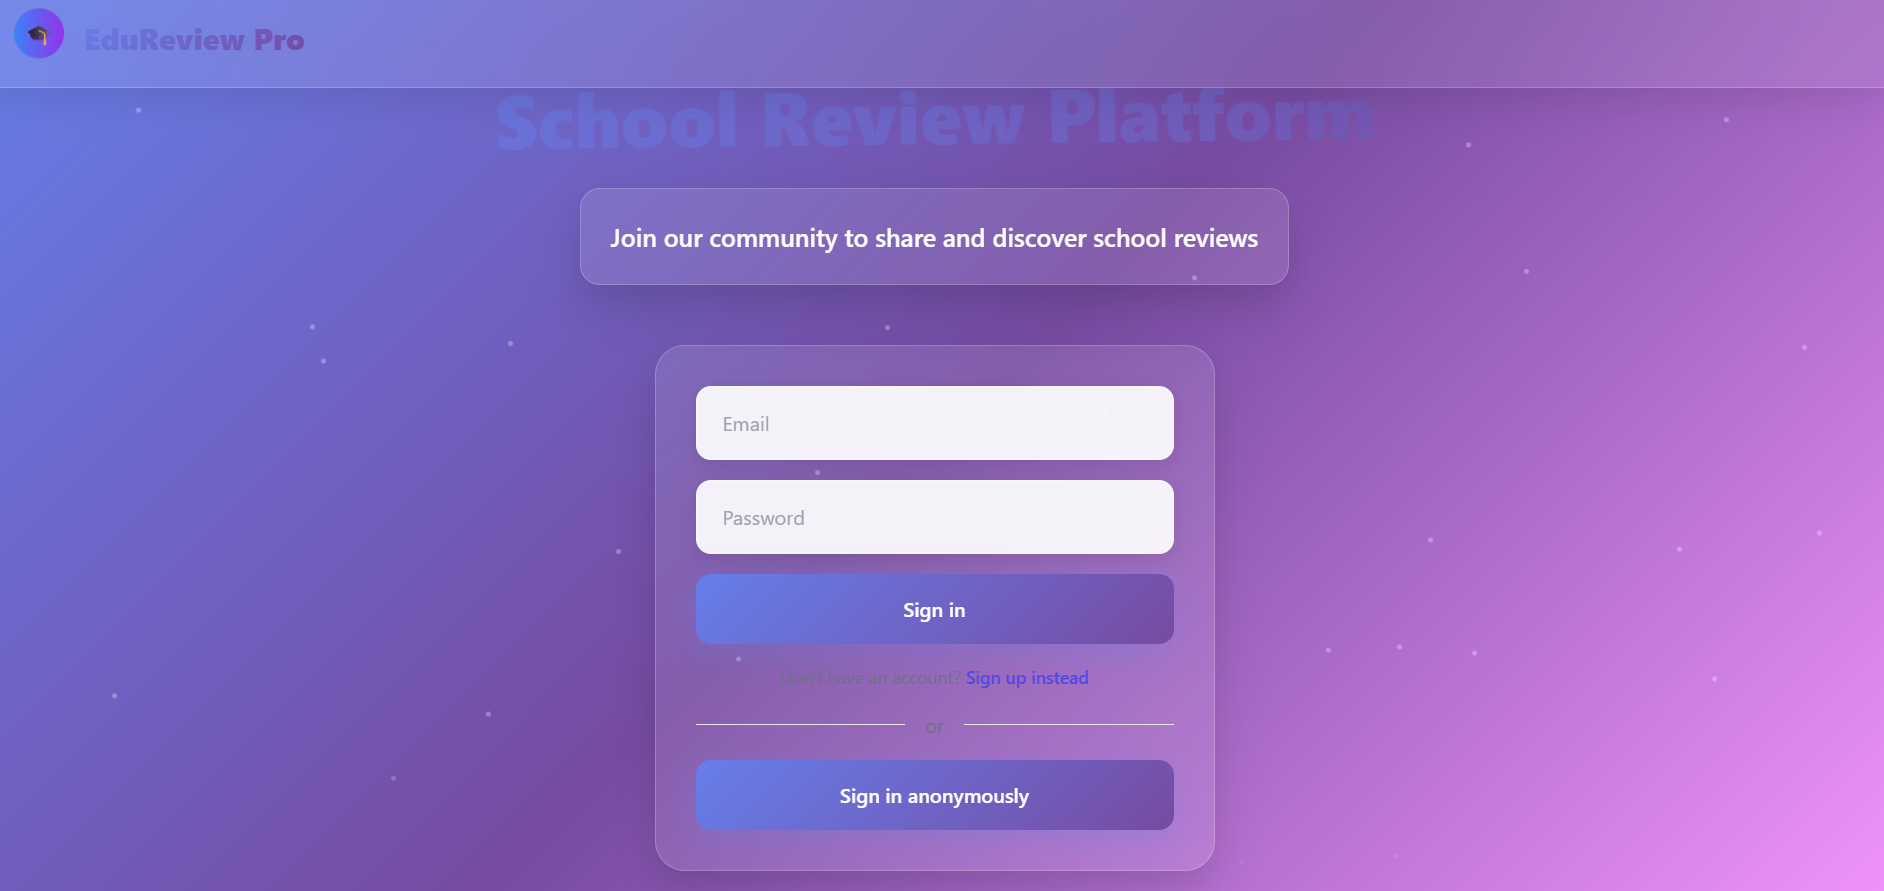 EduReview Pro
School Review Platform
Join our community to share and discover school reviews
Email
Password
Sign in
Don't have an account? Sign up instead
or
Sign in anonymously